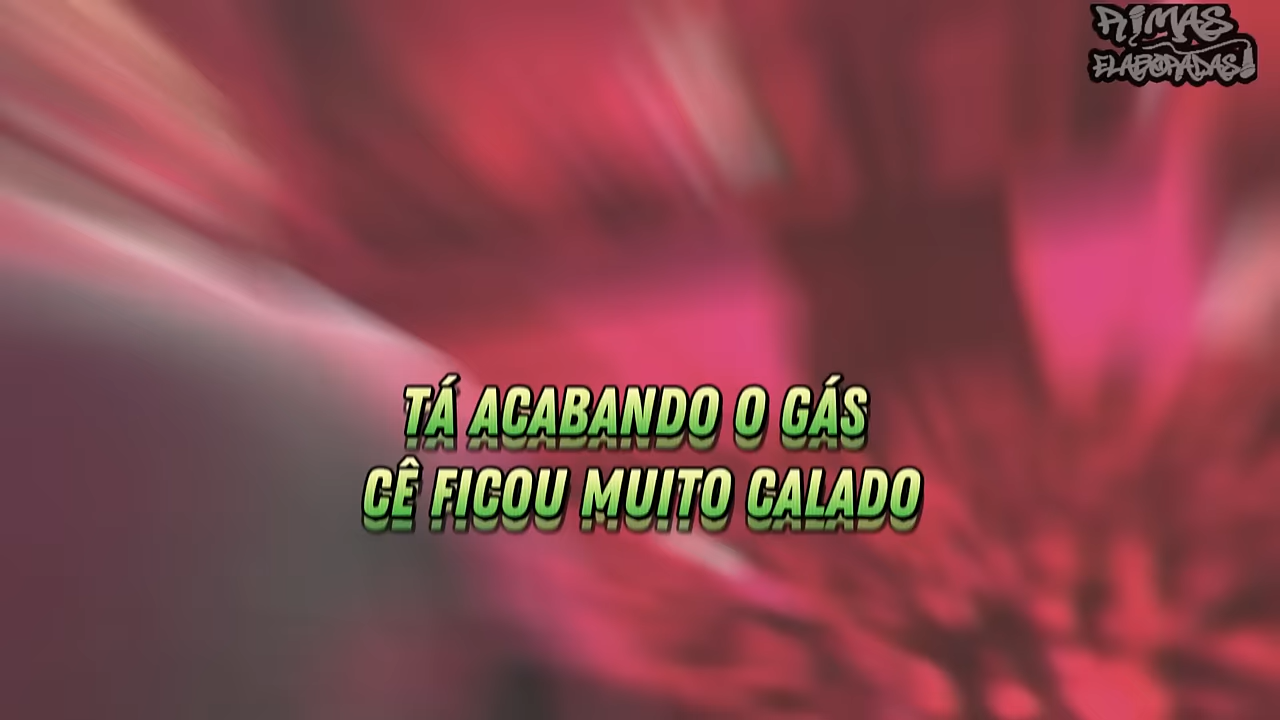 RIMAS
ELABORADAS!
TÁ ACABANDO O GÁS
CÊ FICOU MUITO CALADO